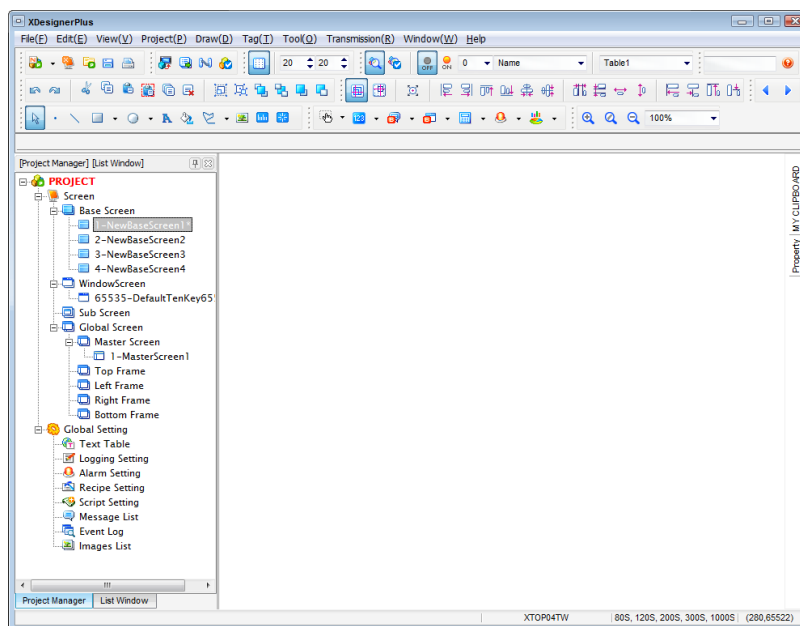 XDesignerPlus
File(F) Edit(E) View(V) Project(P) Draw(D) Tag(T) Tool(Q) Transmission(R) Window(W) Help
20 20 OFF ON 0 Name Table1
A 123 100%
[Project Manager] [List Window]
PROJECT
Screen
Base Screen
1-NewBaseScreen1*
2-NewBaseScreen2
3-NewBaseScreen3
4-NewBaseScreen4
WindowScreen
65535-DefaultTenKey65
Sub Screen
Global Screen
Master Screen
1-MasterScreen1
Top Frame
Left Frame
Right Frame
Bottom Frame
Global Setting
Text Table
Logging Setting
Alarm Setting
Recipe Setting
Script Setting
Message List
Event Log
Images List
Project Manager List Window
Property MY CLIPBOARD
XTOP04TW 80S, 120S, 200S, 300S, 1000S (280,65522)